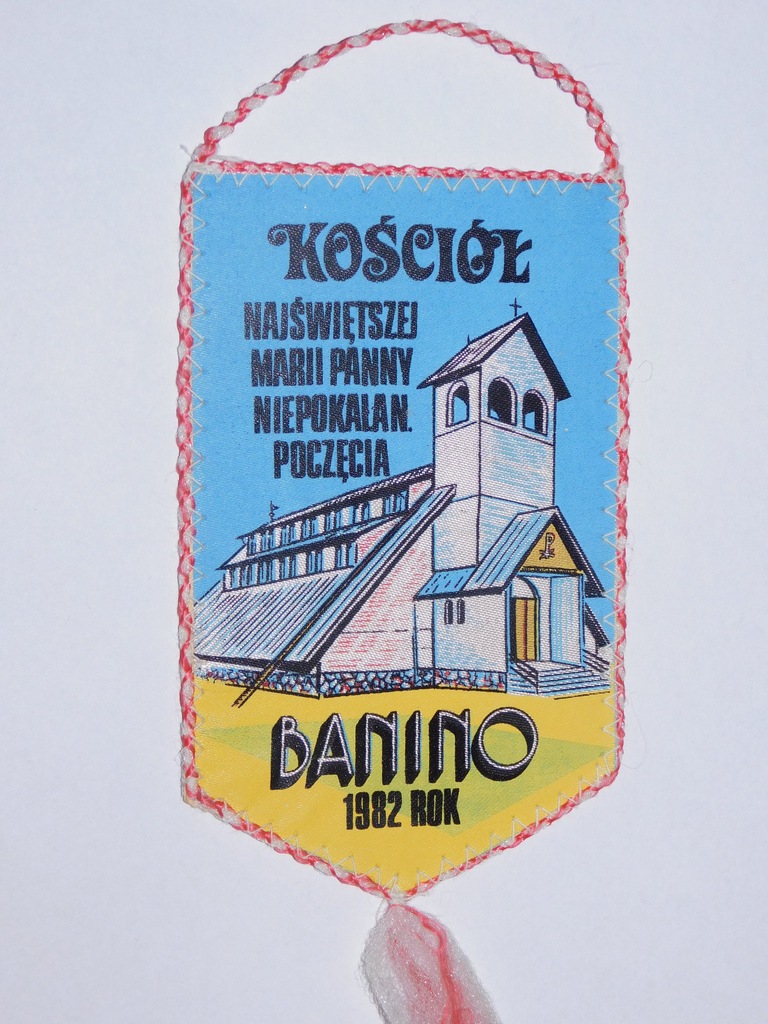 KOŚCIÓŁ
NAJŚWIĘTSZEJ
MARII PANNY
NIEPOKALAN.
POCZĘCIA
BANINO
1982 ROK